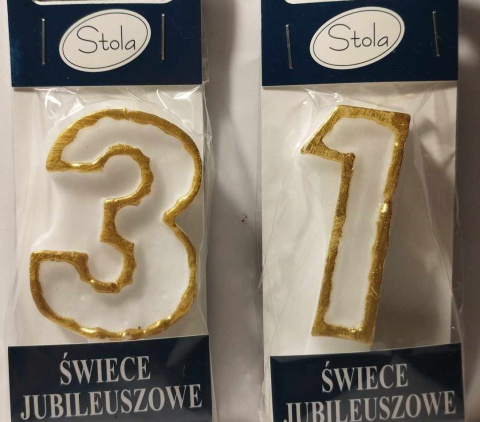 Stola
Stola
3
1
ŚWIECE
JUBILEUSZOWE
ŚWIECE
JUBILEUSZOWE